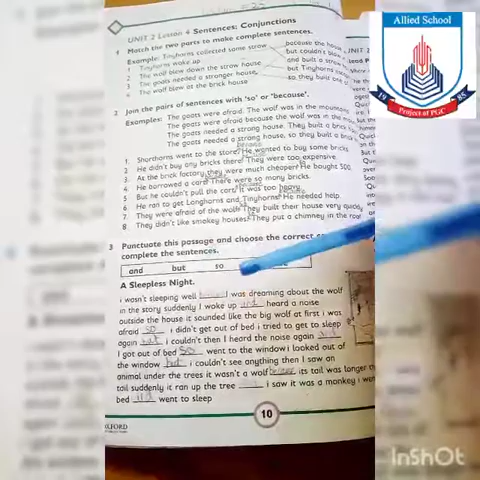 UNIT 2 Lesson 4 Sentences: Conjunctions
1 Match the two parts to make complete sentences.
Example: Tinyhorns collected some straw
1 Tinyhorns woke up
2 The wolf blew down the straw house
3 The goats needed a stronger house
4 The wolf blew at the brick house
because the house
but couldn't blow
and built a straw
but Tinyhorns escap
so they built one of
2 Join the pairs of sentences with 'so' or 'because'.
Examples: The goats were afraid. The wolf was in the mountains
The goats were afraid because the wolf was in the mou
The goats needed a strong house. They built a brick
The goats needed a strong house, so they built a brick
1. Shorthorns went to the store. He wanted to buy some bricks
because
2 He didn't buy any bricks there. They were too expensive.
3. At the brick factory, they were much cheaper. He bought 500.
4 He borrowed a cart. There were so many bricks.
5 But he couldn't pull the cart. It was too heavy.
6 He ran to get Longhorns and Tinyhorns. He needed help.
7 They were afraid of the wolf. They built their house very quickly
8 They didn't like smokey houses. They put a chimney in the roof
3 Punctuate this passage and choose the correct
complete the sentences.
and but so
A Sleepless Night.
i wasn't sleeping well I was dreaming about the wolf
in the story suddenly I woke up and heard a noise
outside the house it sounded like the big wolf at first i was
afraid so i didn't get out of bed i tried to get to sleep
again but i couldn't then I heard the noise again and
I got out of bed so went to the window i looked out of
the window but i couldn't see anything then I saw an
animal under the trees it wasn't a wolf because its tail was longer
tail suddenly it ran up the tree i saw it was a monkey i
bed and went to sleep
10
OXFORD
UNIT 2
Allied School
19 85
Project of PGC
InShOt